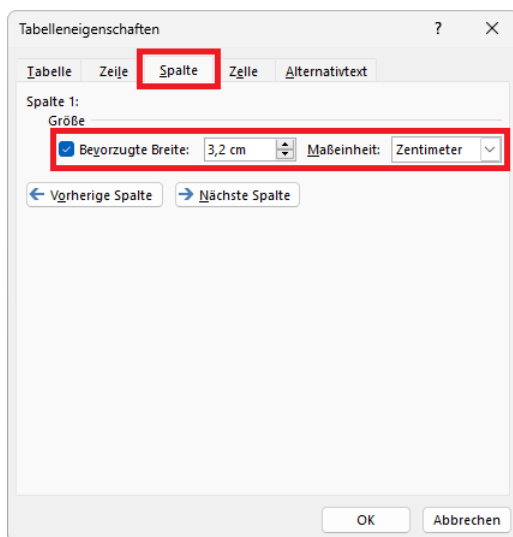 Tabelleneigenschaften ?
Tabelle Zeile Spalte Zelle Alternativtext
Spalte 1:
Größe
Bevorzugte Breite: 3,2 cm Maßeinheit: Zentimeter
Vorherige Spalte Nächste Spalte
OK Abbrechen